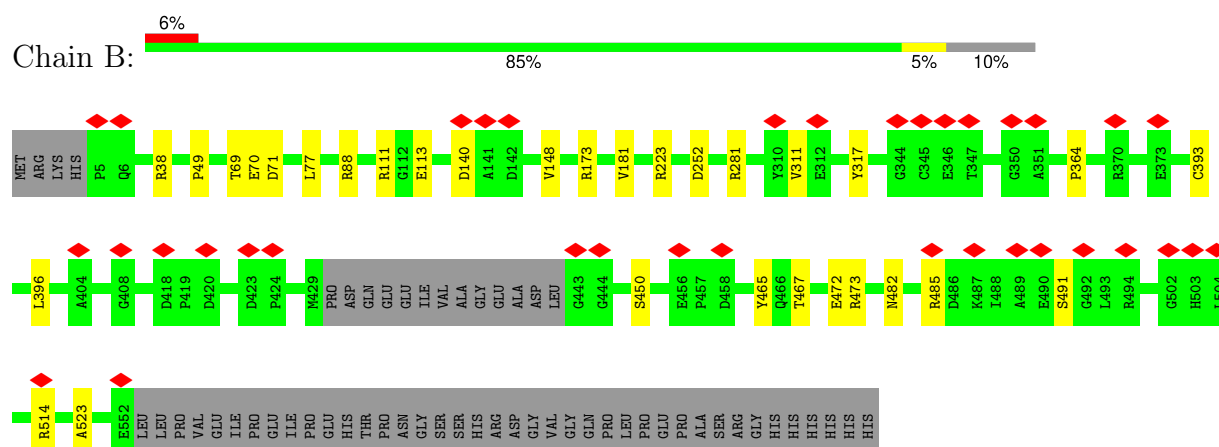 6%
Chain B:
85% 5% 10%
MET ARG LYS HIS P5 Q6 R38 P49 T69 E70 D71 L77 R88 R111 G112 E113 D140 A141 D142 V148 R173 V181 R223 D252 R281 Y310 V311 E312 Y317 G344 C345 E346 T347 G350 A351 P364 R370 E373 C393
L396 A404 G408 D418 P419 D420 D423 P424 M429 PRO ASP GLN GLU GLU ILE VAL ALA GLY GLU ALA ASP LEU G443 G444 S450 E456 P457 D458 Y465 Q466 T467 E472 R473 N482 R485 D486 K487 I488 A489 E490 S491 G492 L493 R494 G502 H503
R514 A523 E552 LEU LEU PRO VAL GLU ILE PRO GLU ILE PRO GLU HIS THR PRO ASN GLY SER SER HIS ARG ASP GLY VAL GLY GLN PRO LEU PRO GLU PRO ALA SER ARG GLY HIS HIS HIS HIS HIS HIS